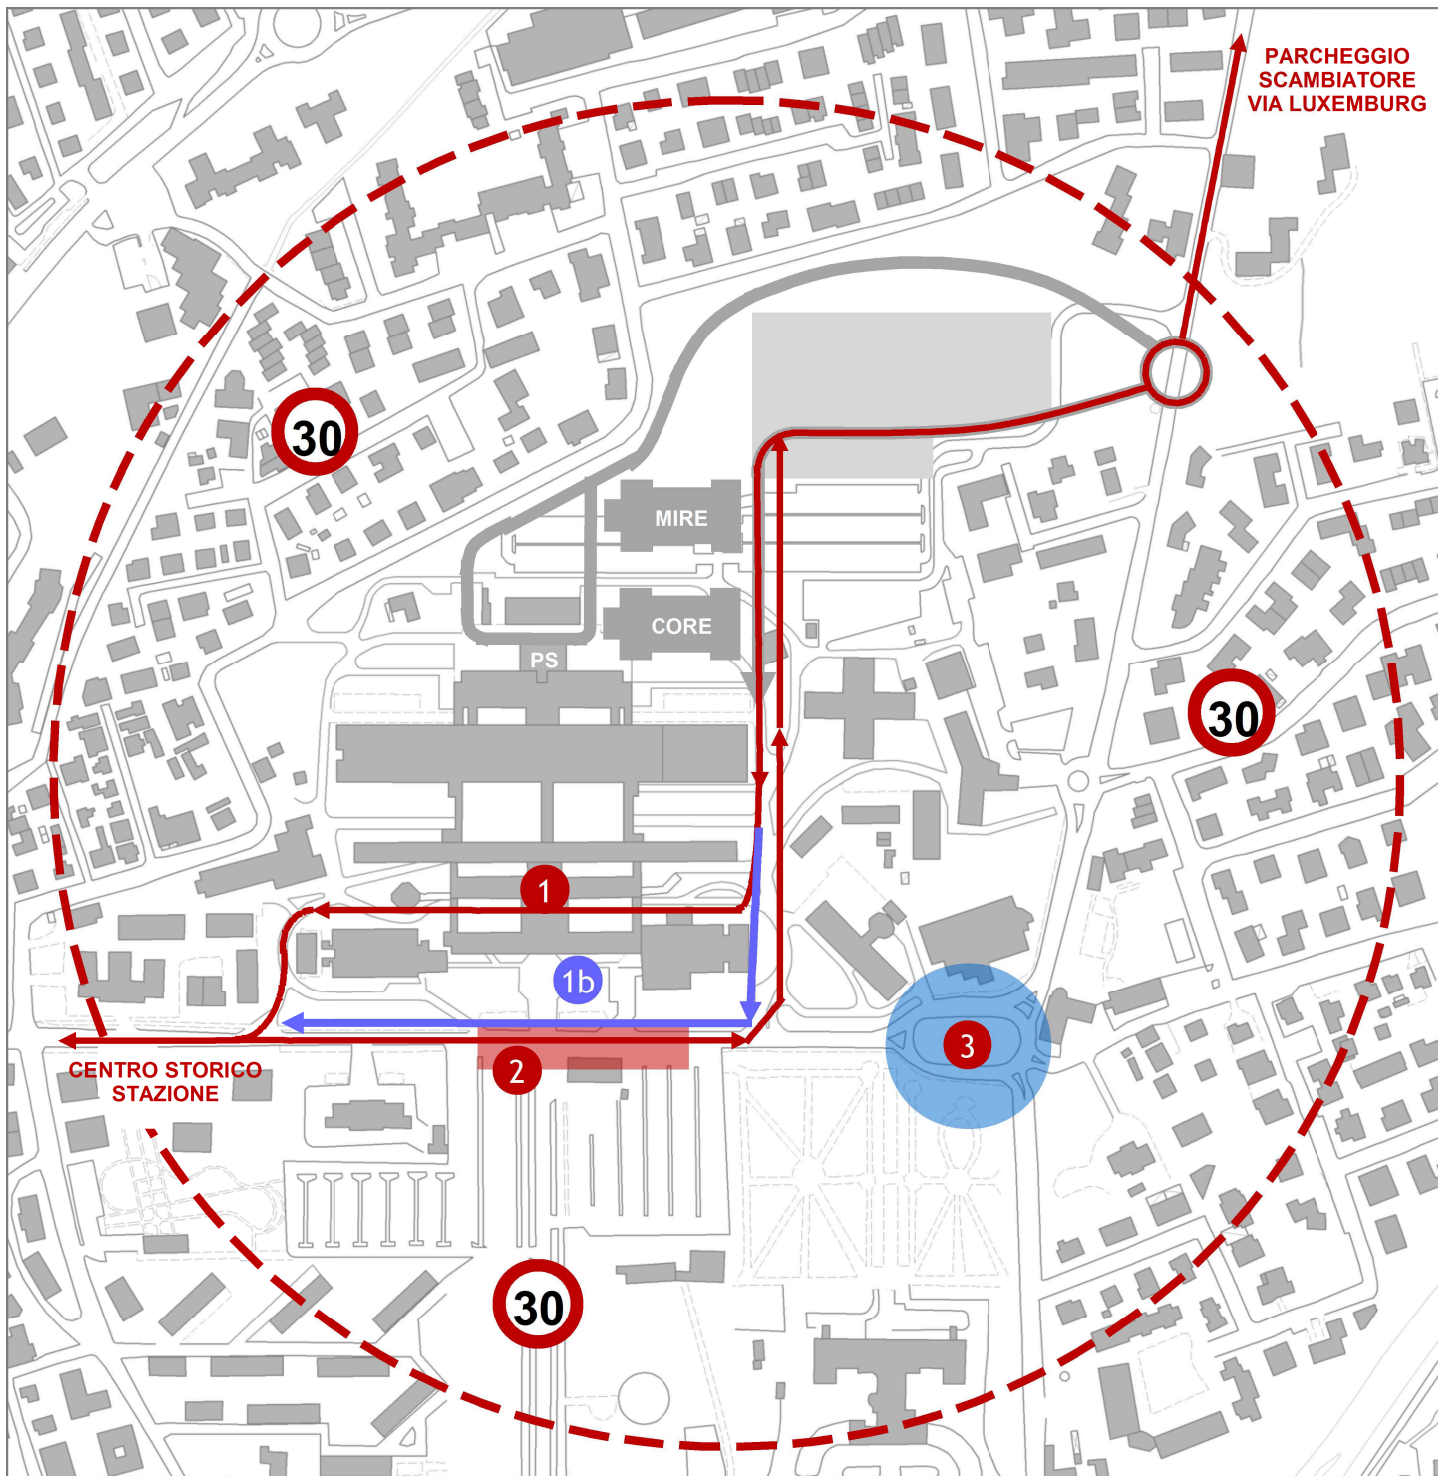 PARCHEGGIO
SCAMBIATORE
VIA LUXEMBURG
30
MIRE
CORE
PS
30
1
1b
3
2
CENTRO STORICO
STAZIONE
30